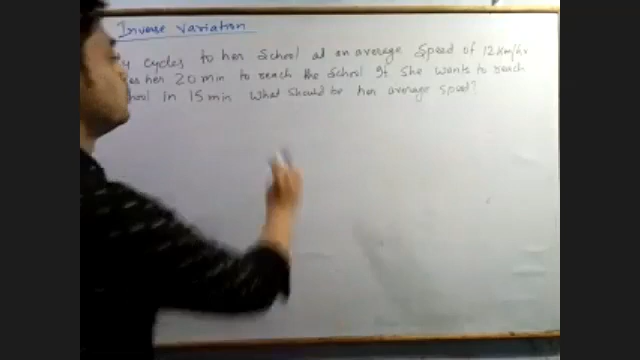 Inverse Variation
cycles to her School at an average Speed of 12 Km/hr
her 20 min to reach the School If She wants to reach
in 15 min What Should be her average speed?